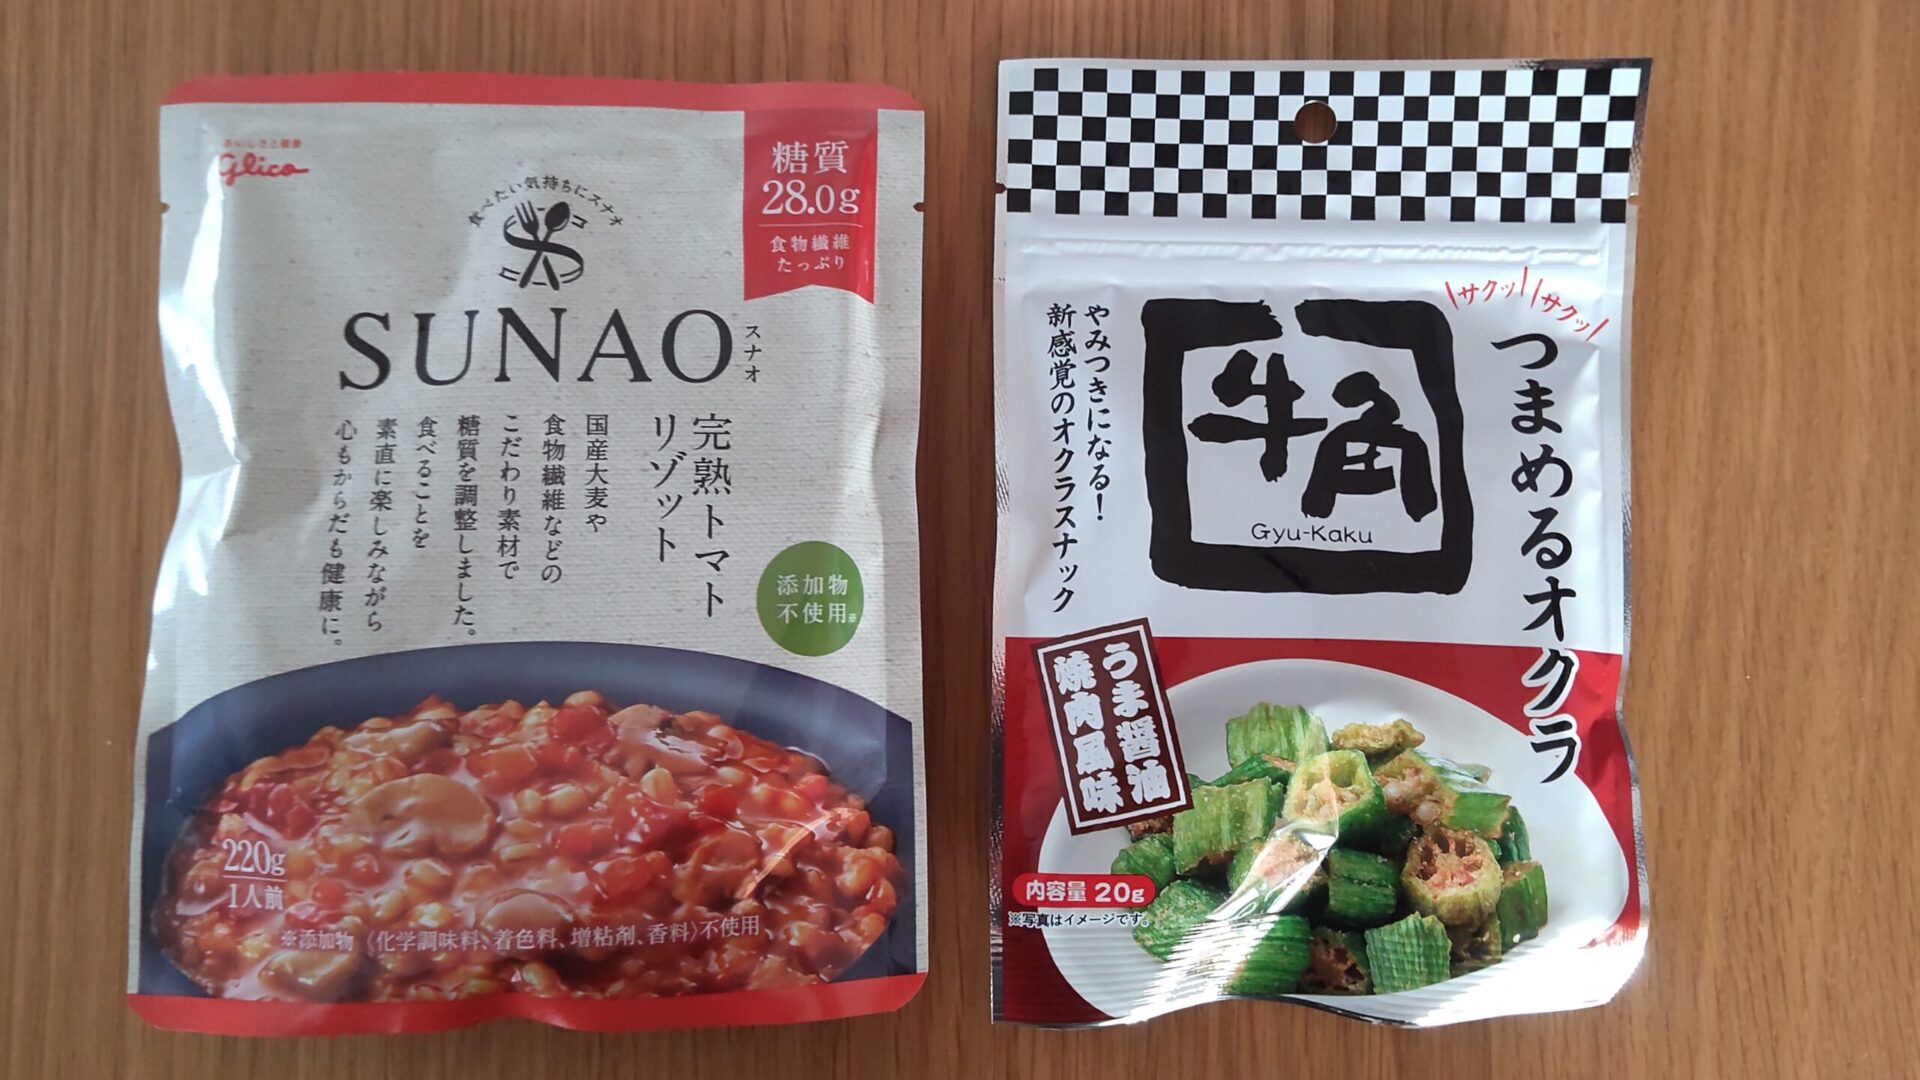 おいしさと健康
Glico
食べたい気持ちにスナオ
糖質
28.0g
食物繊維
たっぷり
SUNAO
スナオ
完熟トマト
リゾット
国産大麦や
食物繊維などの
こだわり素材で
糖質を調整しました。
食べることを
素直に楽しみながら
心もからだも健康に。
添加物
不使用※
220g
1人前
※添加物〈化学調味料、着色料、増粘剤、香料〉不使用
サクッ
サクッ
つまめるオクラ
牛角
Gyu-Kaku
やみつきになる!
新感覚のオクラスナック
うま醤油
焼肉風味
内容量 20g
※写真はイメージです。